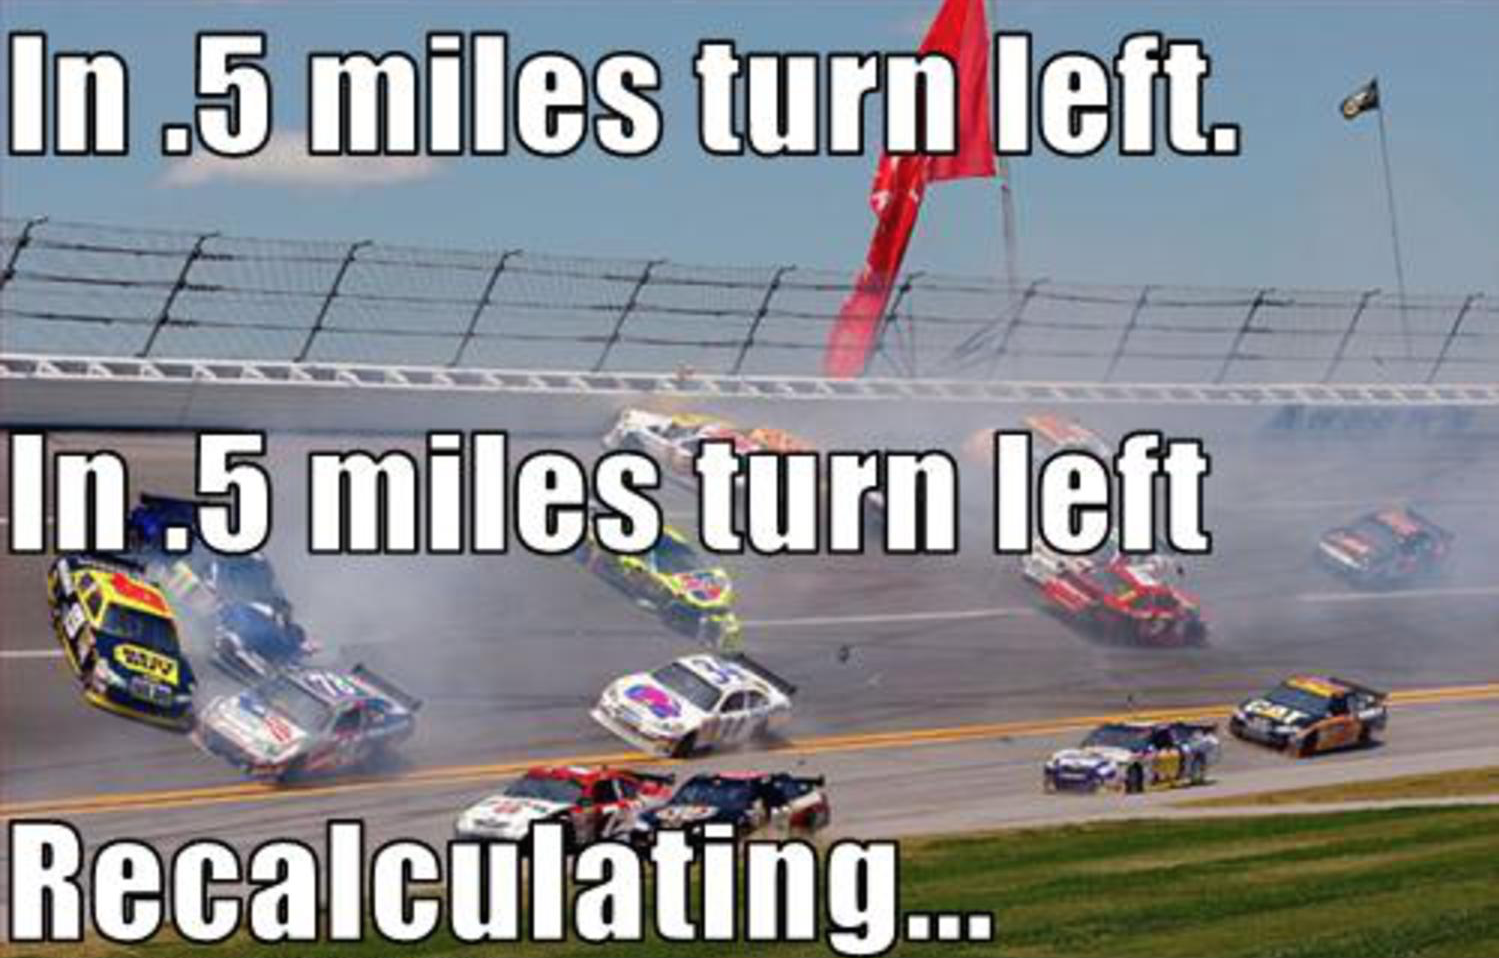 In .5 miles turn left.
In .5 miles turn left
Recalculating...